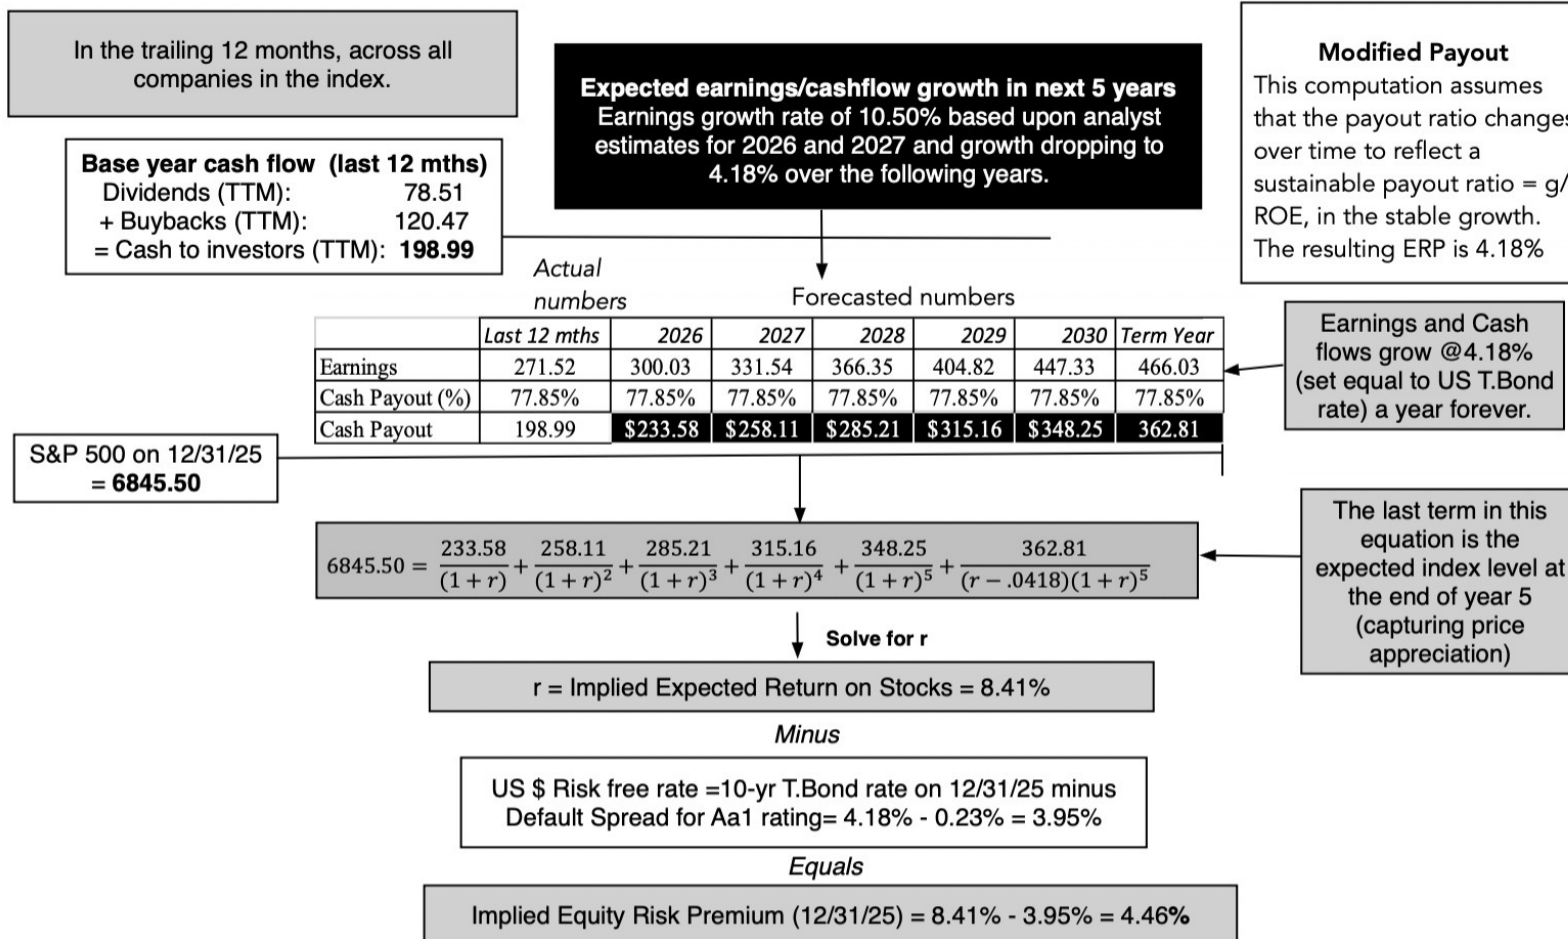 In the trailing 12 months, across all
companies in the index.
Expected earnings/cashflow growth in next 5 years
Earnings growth rate of 10.50% based upon analyst
estimates for 2026 and 2027 and growth dropping to
4.18% over the following years.
Modified Payout
This computation assumes
that the payout ratio changes
over time to reflect a
sustainable payout ratio = g/
ROE, in the stable growth.
The resulting ERP is 4.18%
Base year cash flow (last 12 mths)
Dividends (TTM): 78.51
+ Buybacks (TTM): 120.47
= Cash to investors (TTM): 198.99
Actual
numbers
Forecasted numbers
Last 12 mths 2026 2027 2028 2029 2030 Term Year
Earnings 271.52 300.03 331.54 366.35 404.82 447.33 466.03
Cash Payout (%) 77.85% 77.85% 77.85% 77.85% 77.85% 77.85% 77.85%
Cash Payout 198.99 $233.58 $258.11 $285.21 $315.16 $348.25 362.81
Earnings and Cash
flows grow @4.18%
(set equal to US T.Bond
rate) a year forever.
S&P 500 on 12/31/25
= 6845.50
6845.50 = 233.58/(1 + r) + 258.11/(1 + r)² + 285.21/(1 + r)³ + 315.16/(1 + r)⁴ + 348.25/(1 + r)⁵ + 362.81/(r − .0418)(1 + r)⁵
The last term in this
equation is the
expected index level at
the end of year 5
(capturing price
appreciation)
Solve for r
r = Implied Expected Return on Stocks = 8.41%
Minus
US $ Risk free rate =10-yr T.Bond rate on 12/31/25 minus
Default Spread for Aa1 rating= 4.18% - 0.23% = 3.95%
Equals
Implied Equity Risk Premium (12/31/25) = 8.41% - 3.95% = 4.46%